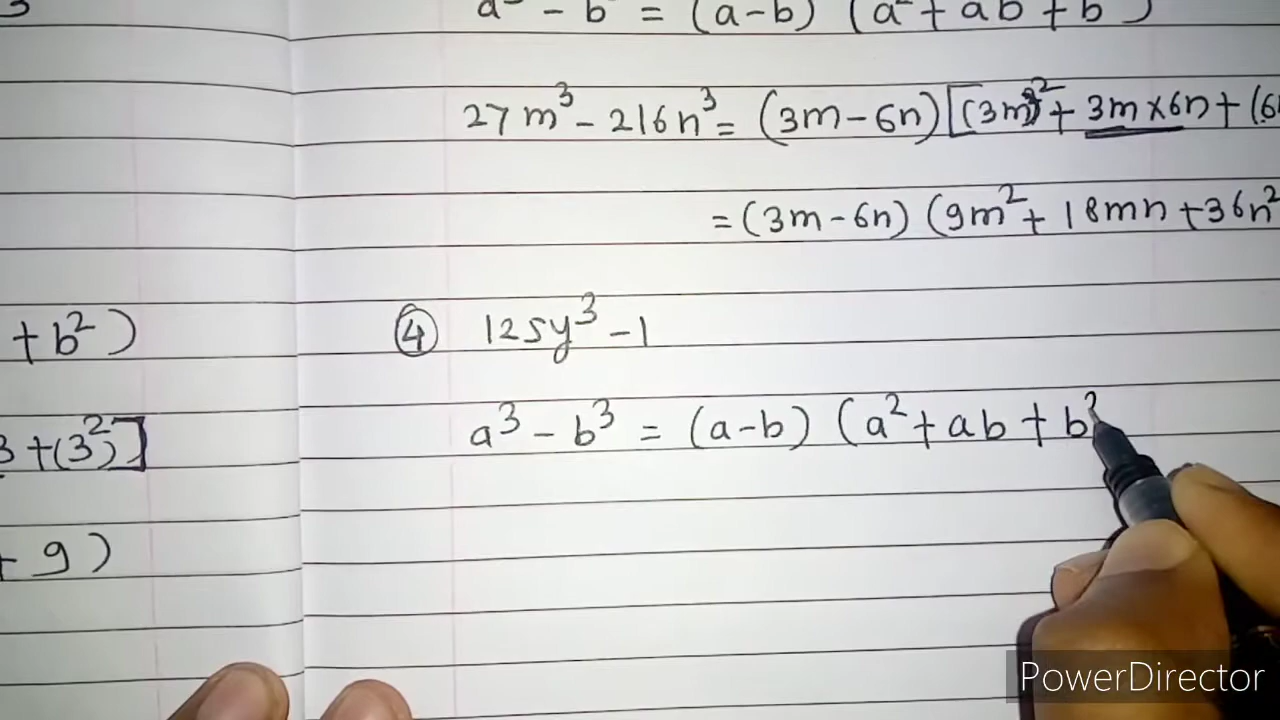 3
+ b² )
3 + (3²)]
+ 9 )
a³ - b³ = (a-b) (a² + ab + b² )
27m³ - 216n³ = (3m - 6n) [(3m)² + 3m × 6n + (6
= (3m - 6n) (9m² + 18mn + 36n²
④ 125y³ - 1
a³ - b³ = (a-b) (a² + ab + b²
PowerDirector